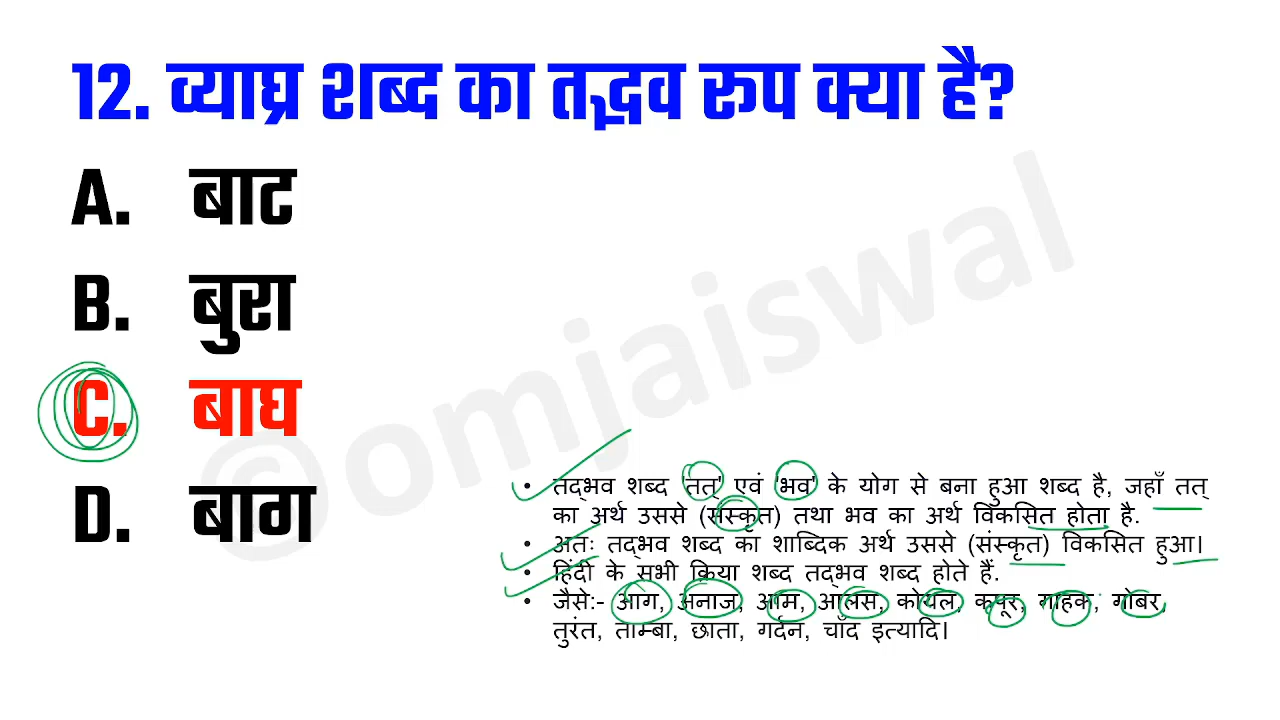 12. व्याघ्र शब्द का तद्भव रूप क्या है?
A. बाट
B. बुरा
C. बाघ
D. बाग
©omjaiswal
• तद्भव शब्द 'तत्' एवं 'भव' के योग से बना हुआ शब्द है, जहाँ तत्
का अर्थ उससे (संस्कृत) तथा भव का अर्थ विकसित होता है.
• अतः तद्भव शब्द का शाब्दिक अर्थ उससे (संस्कृत) विकसित हुआ।
• हिंदी के सभी क्रिया शब्द तद्भव शब्द होते हैं.
• जैसे:- आग, अनाज, आम, आलस, कोयल, कपूर, गाहक, गोबर,
तुरंत, ताम्बा, छाता, गर्दन, चाँद इत्यादि।